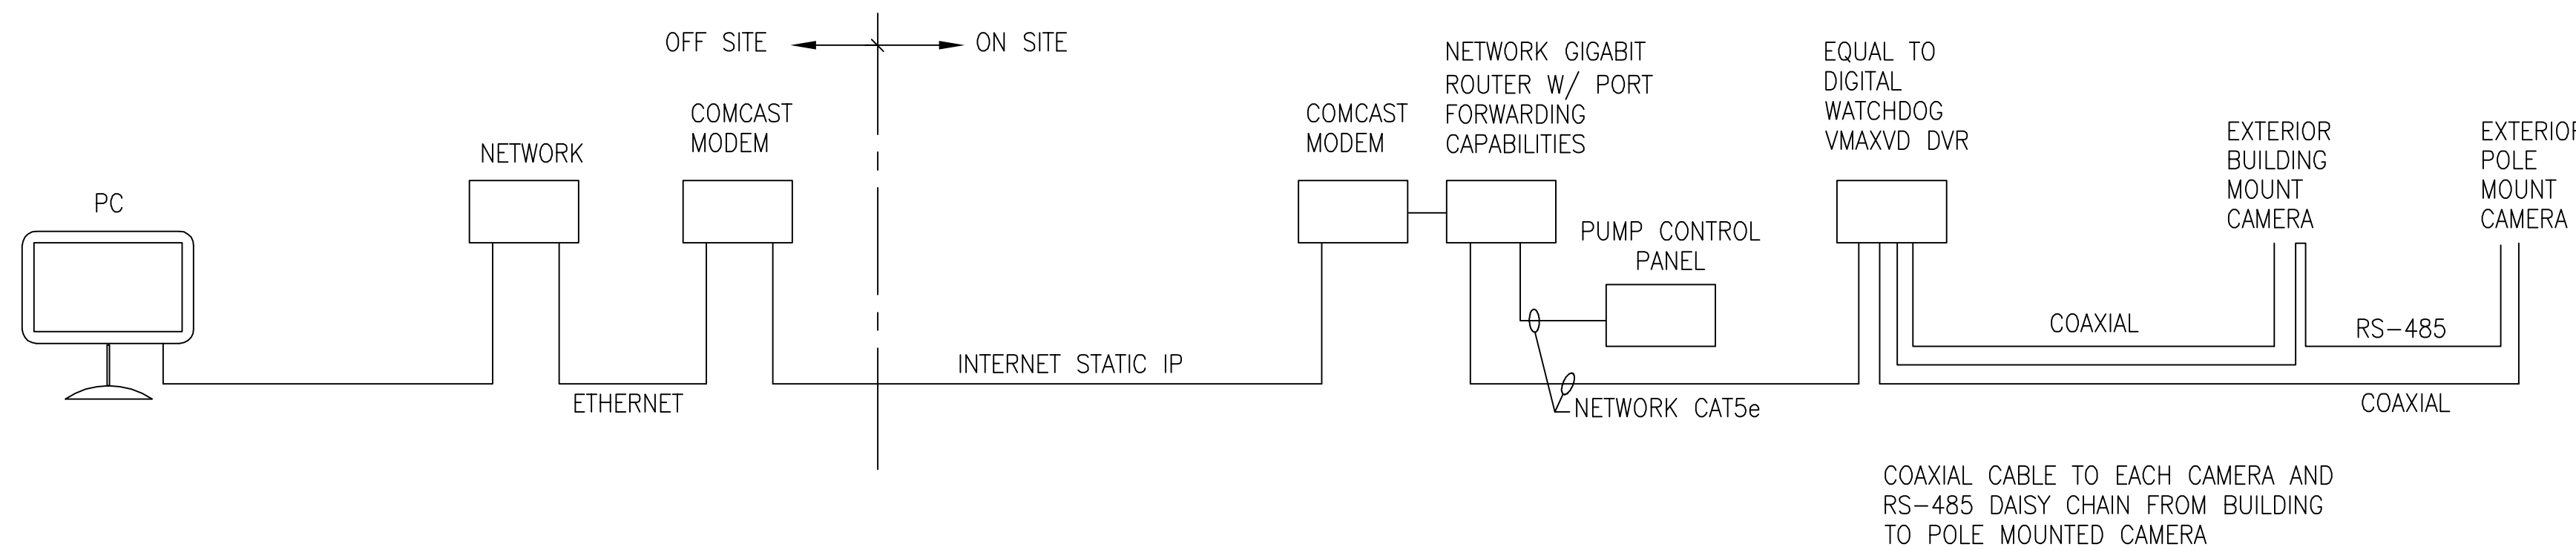 OFF SITE
ON SITE
PC
NETWORK
COMCAST
MODEM
ETHERNET
INTERNET STATIC IP
COMCAST
MODEM
NETWORK GIGABIT
ROUTER W/ PORT
FORWARDING
CAPABILITIES
PUMP CONTROL
PANEL
NETWORK CAT5e
EQUAL TO
DIGITAL
WATCHDOG
VMAXVD DVR
EXTERIOR
BUILDING
MOUNT
CAMERA
EXTERIOR
POLE
MOUNT
CAMERA
COAXIAL
RS-485
COAXIAL
COAXIAL CABLE TO EACH CAMERA AND
RS-485 DAISY CHAIN FROM BUILDING
TO POLE MOUNTED CAMERA